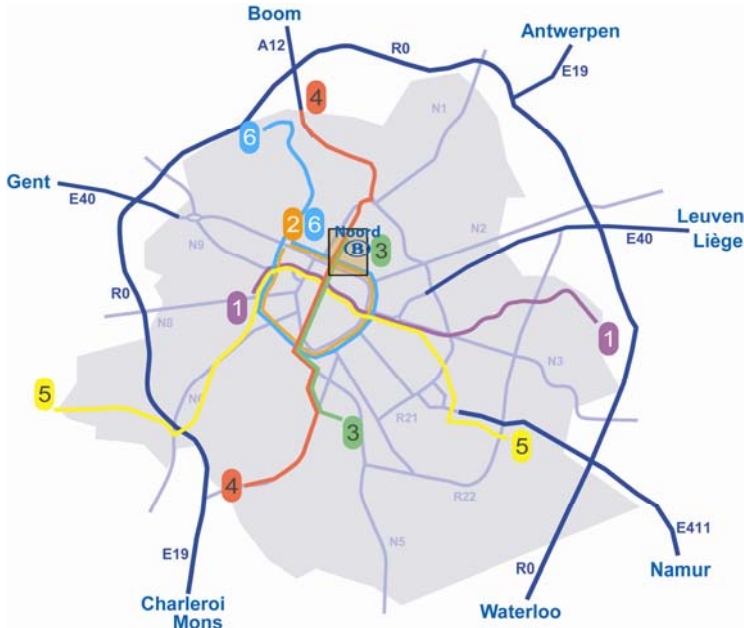 Boom
A12
R0
Antwerpen
E19
4
N1
6
Gent
E40
2 6
Noord
B
3
N2
Leuven
Liège
E40
N9
R0
1
N8
1
N3
5
N6
R21
3
5
4
R22
E411
N5
E19
R0
Namur
Charleroi
Mons
Waterloo